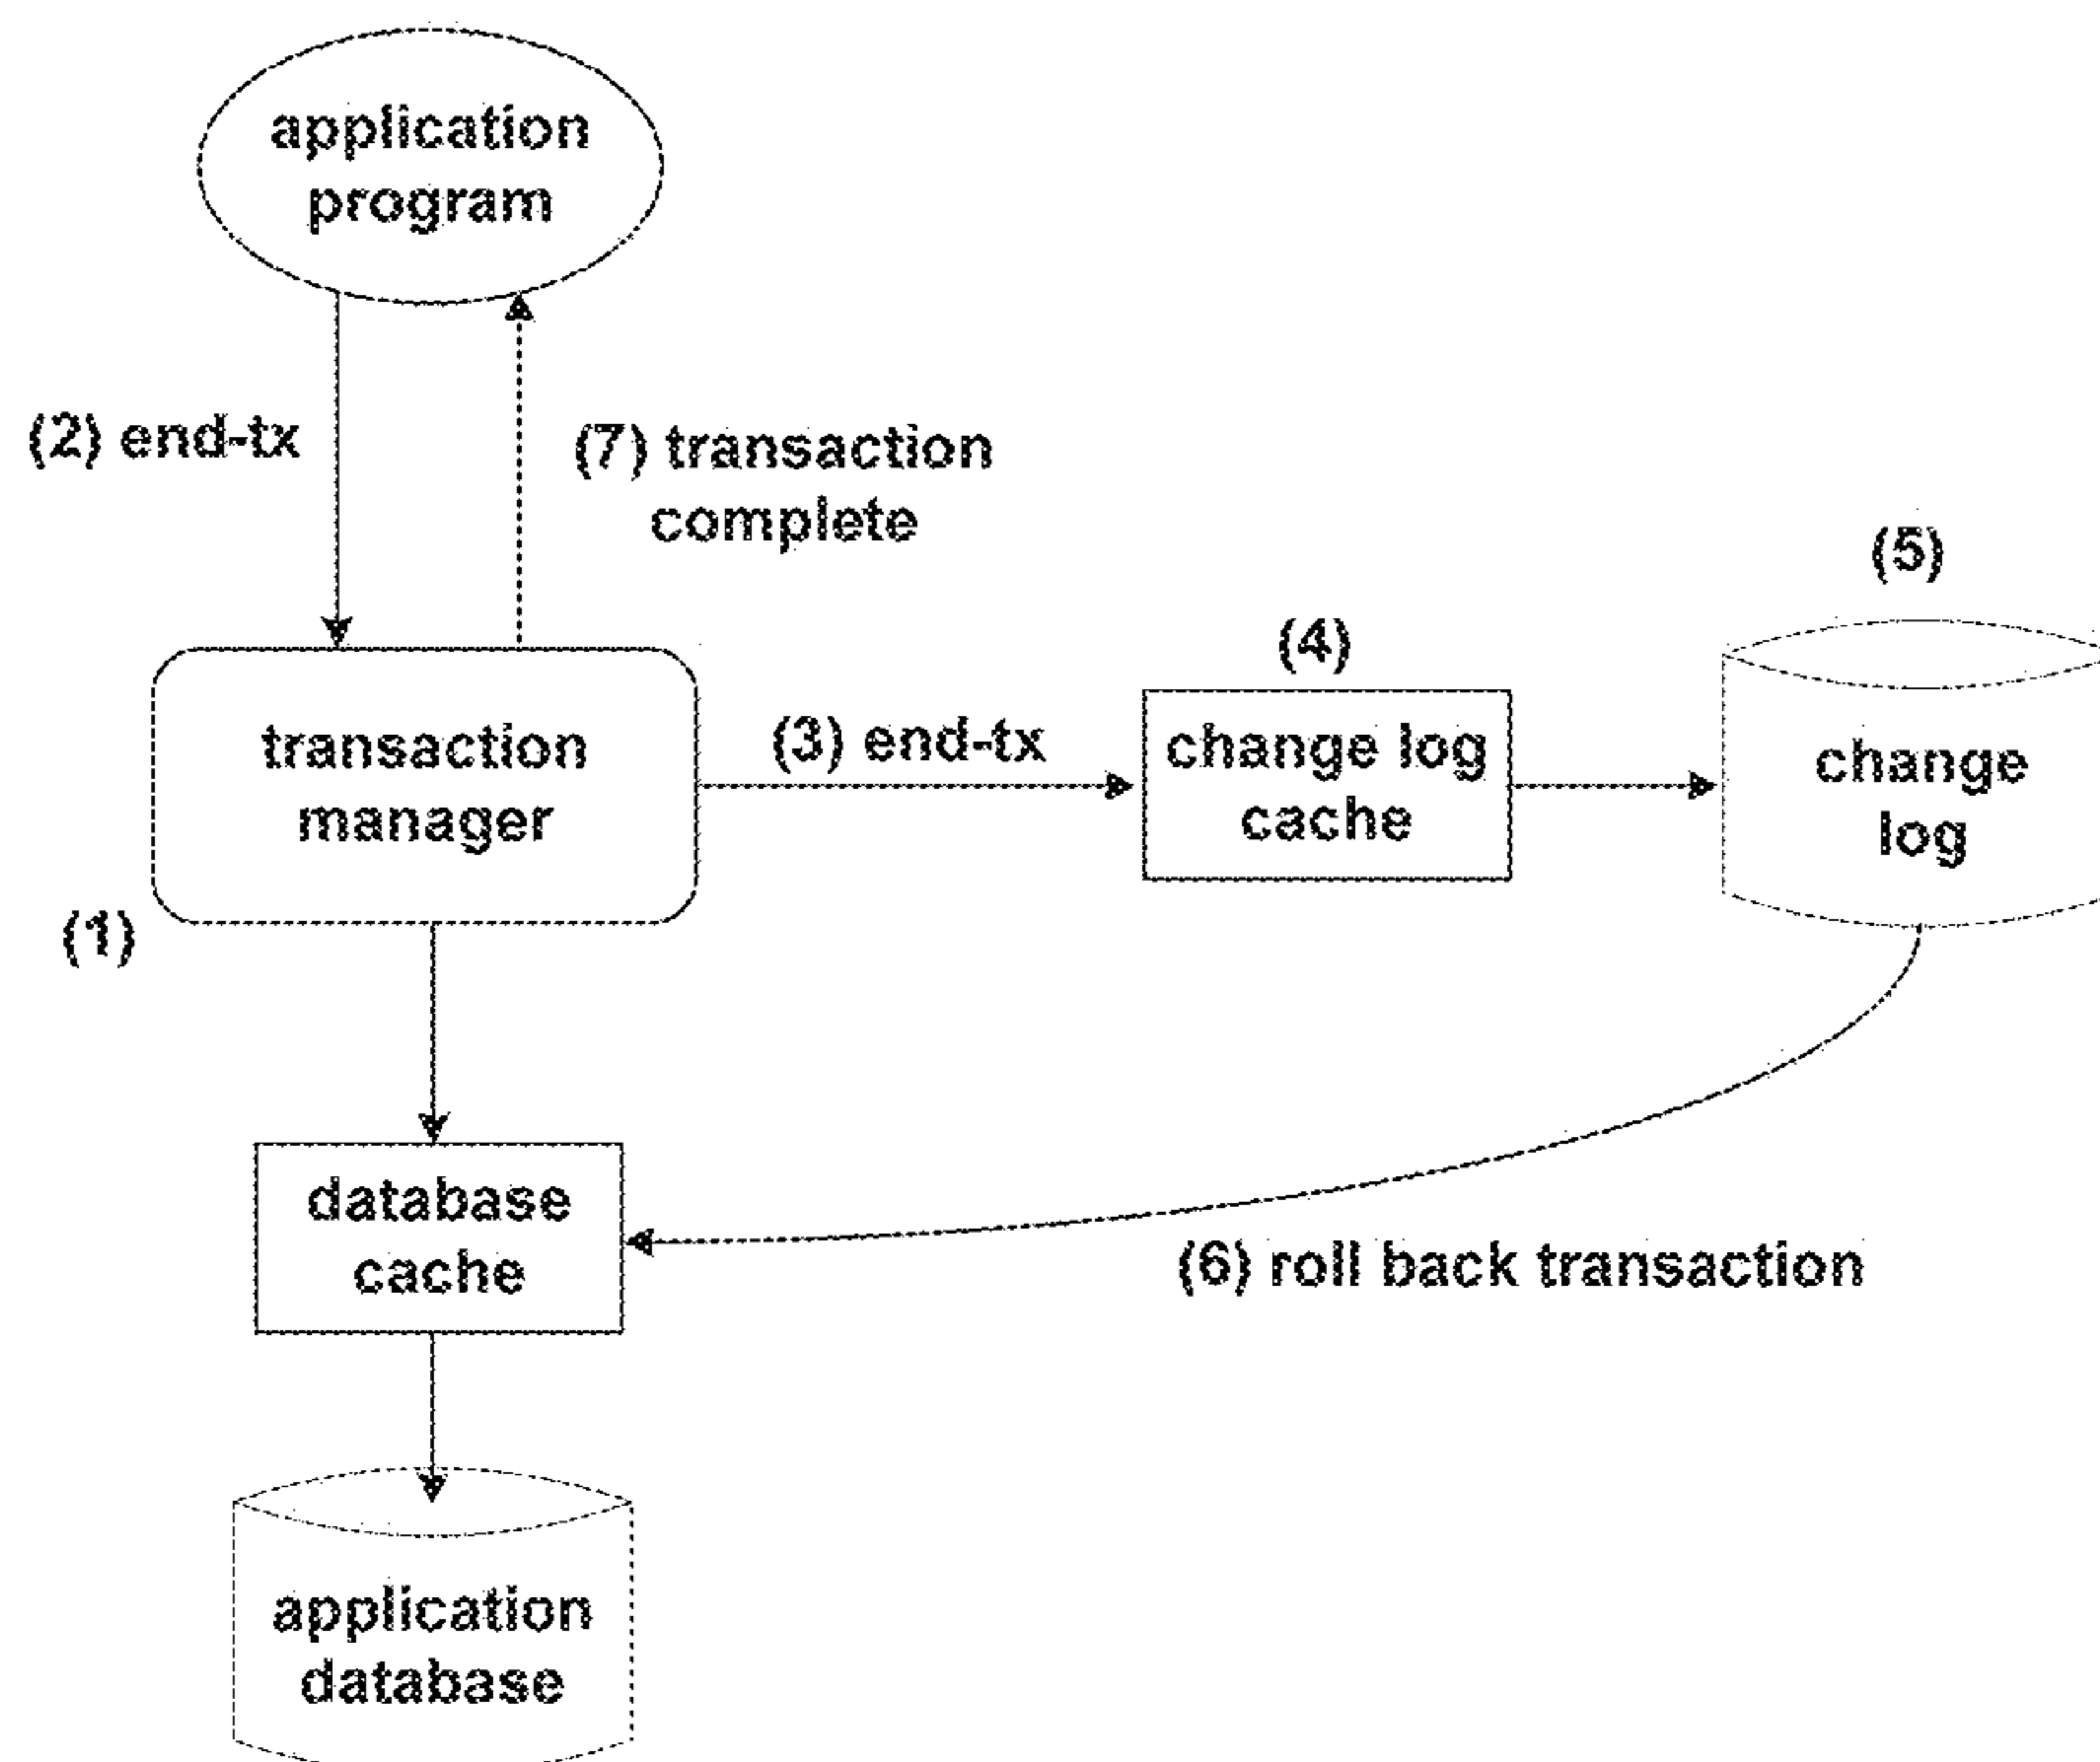 application
program
(2) end-tx
(7) transaction
complete
(5)
(4)
transaction
manager
(3) end-tx
change log
cache
change
log
(1)
database
cache
(6) roll back transaction
application
database